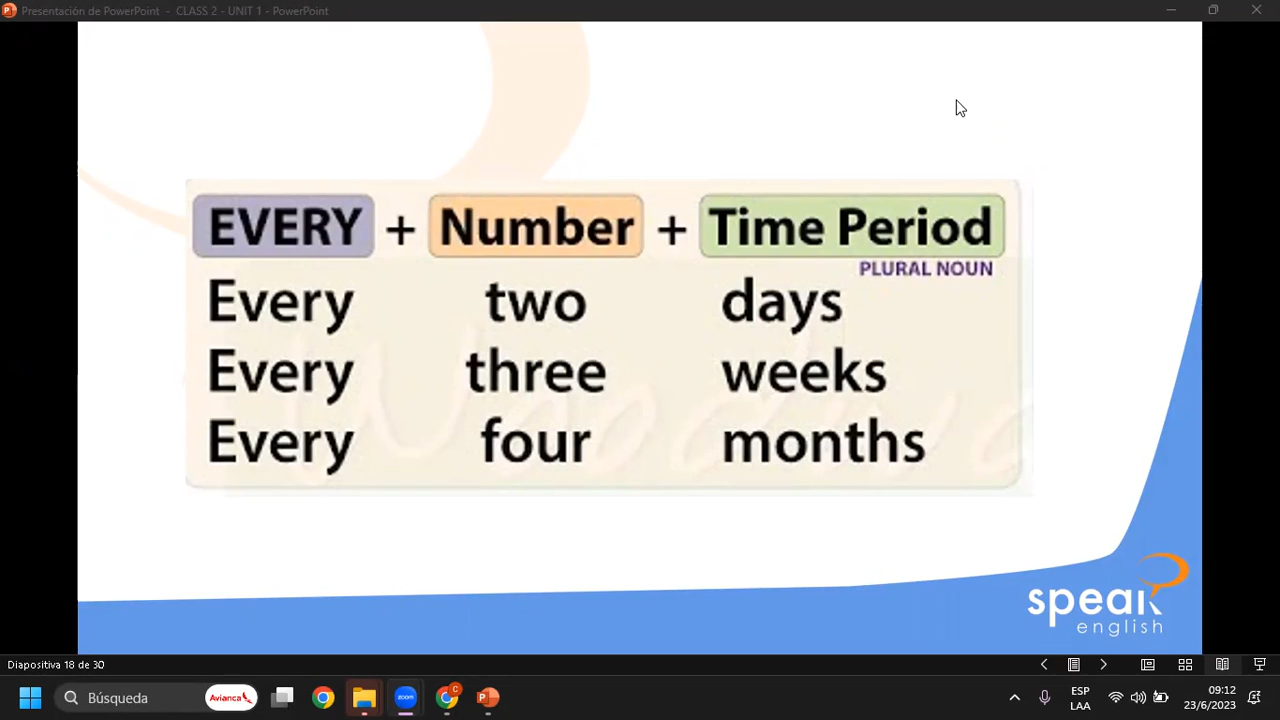 Presentación de PowerPoint - CLASS 2 - UNIT 1 - PowerPoint
EVERY + Number + Time Period
PLURAL NOUN
Every two days
Every three weeks
Every four months
speak
english
Diapositiva 18 de 30
Búsqueda
Avianca
zoom
C
ESP
LAA
09:12
23/6/2023